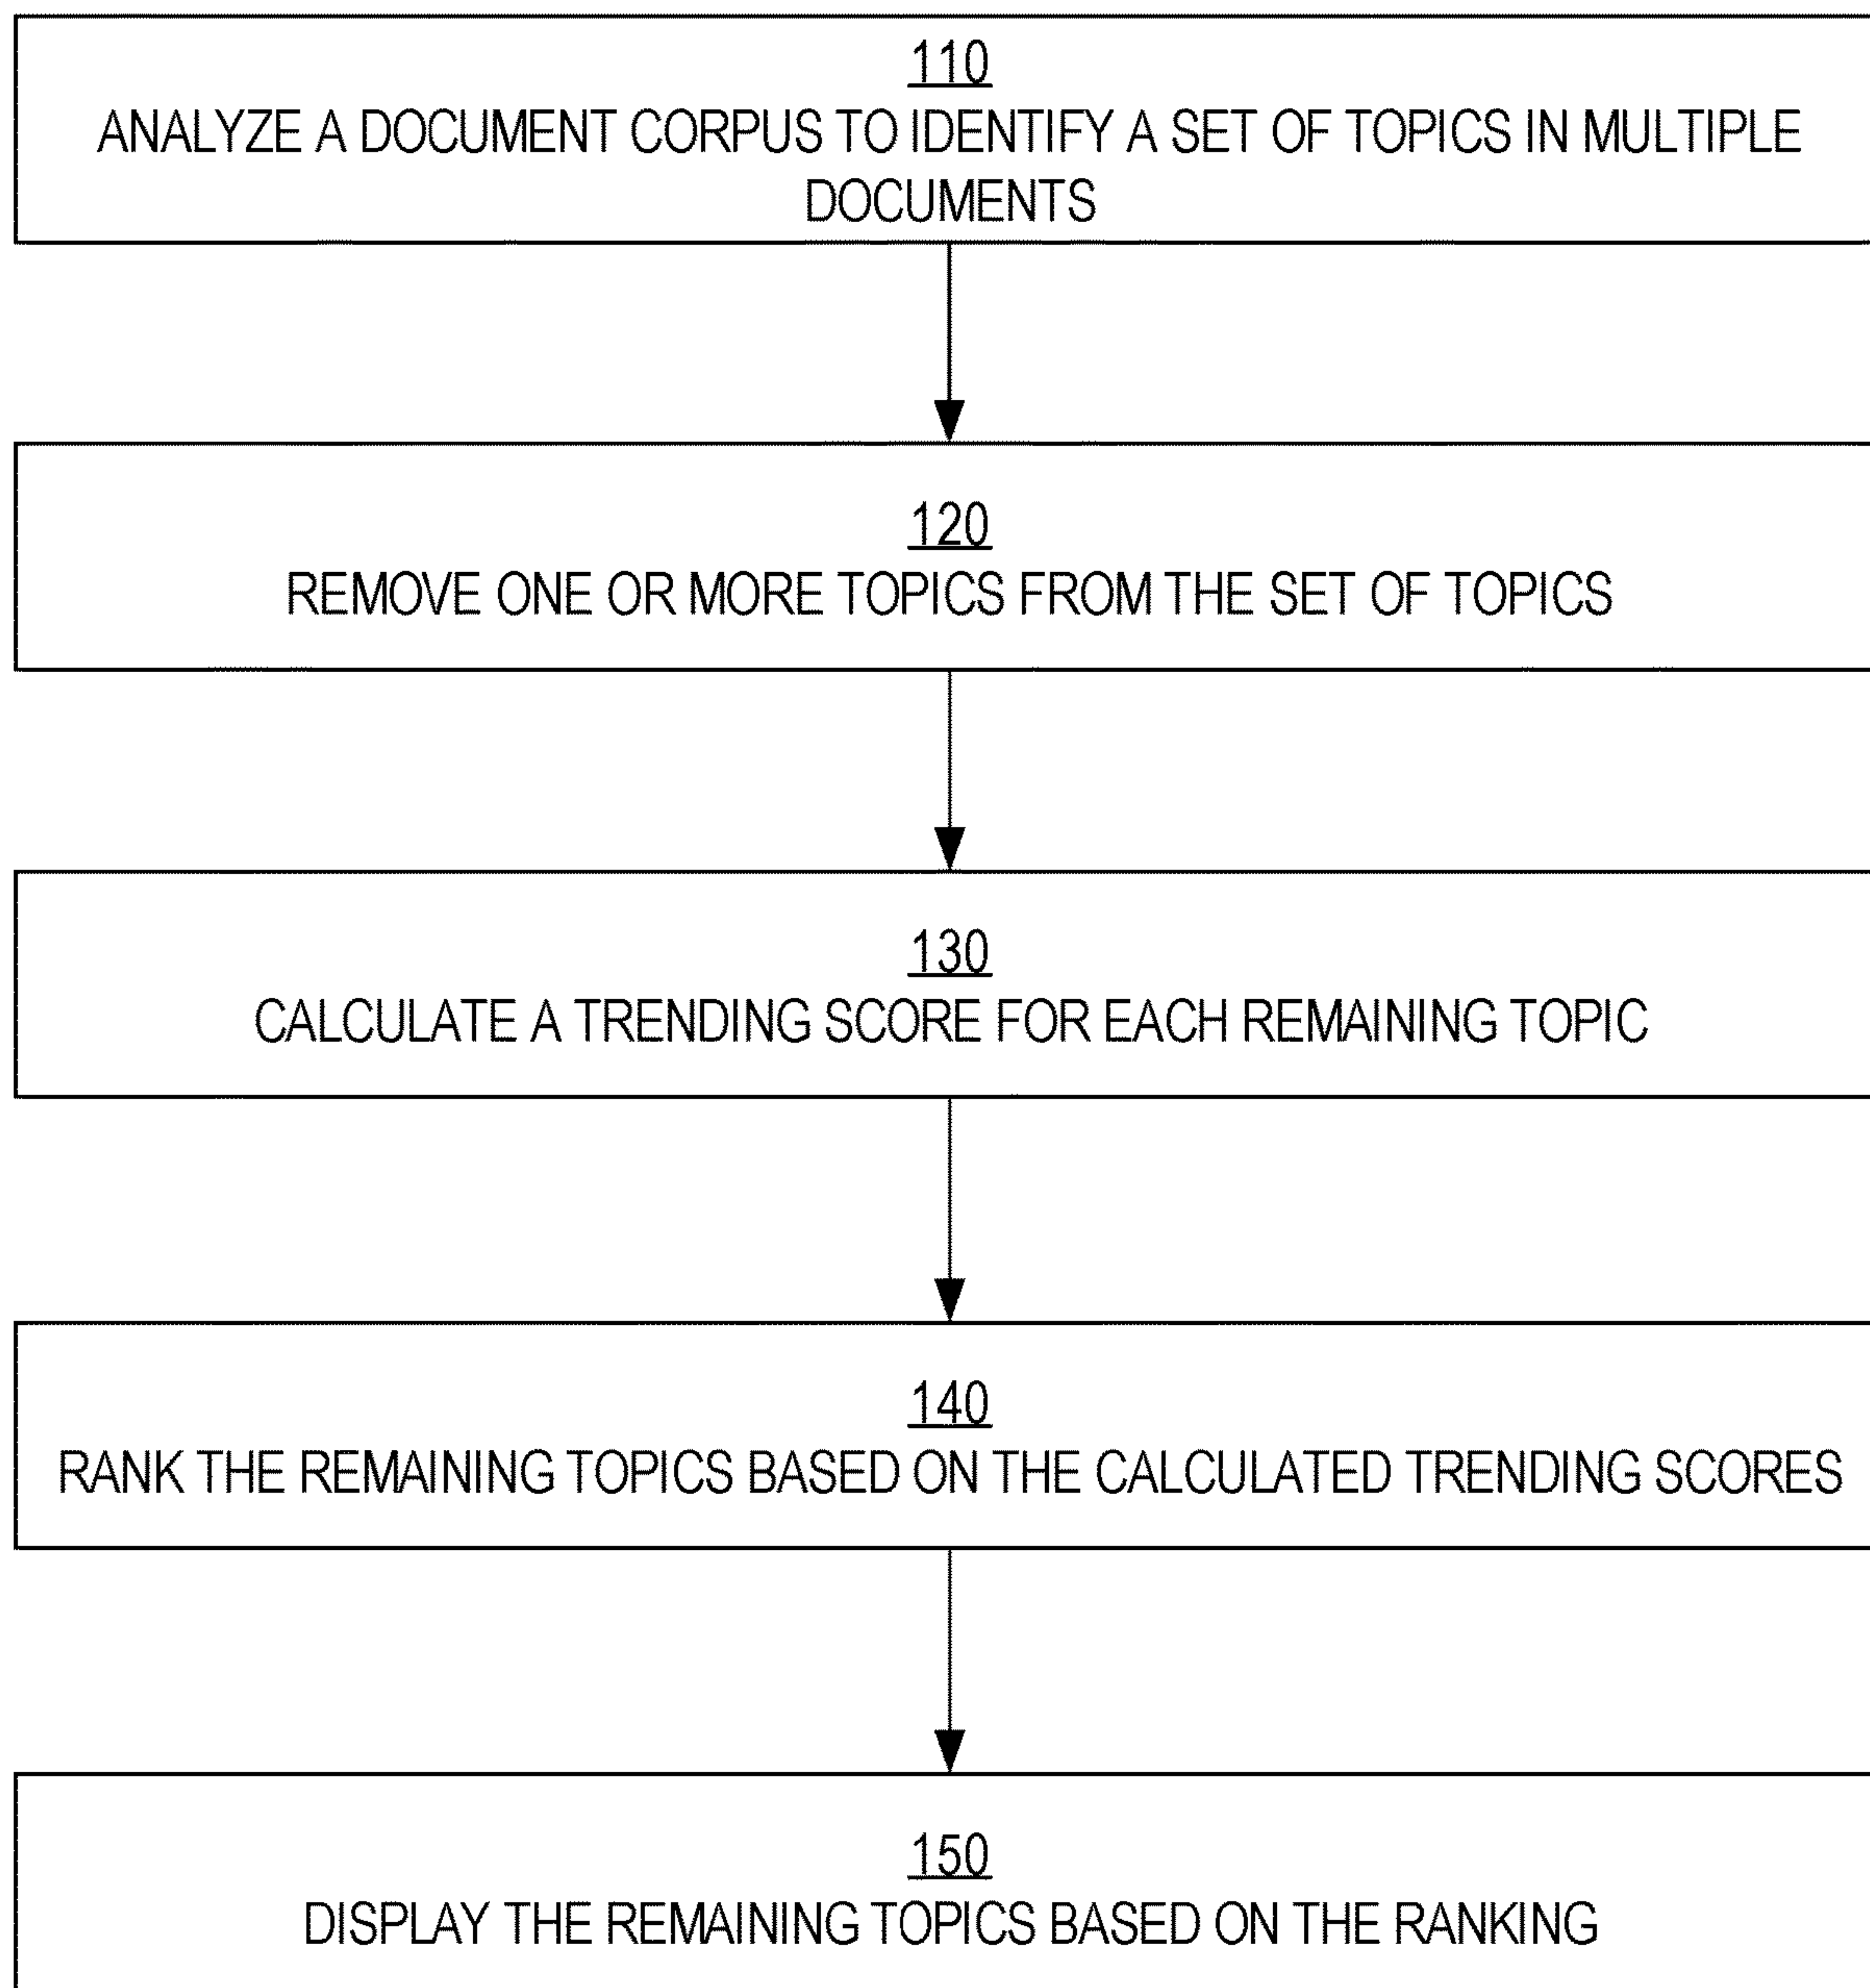 110
ANALYZE A DOCUMENT CORPUS TO IDENTIFY A SET OF TOPICS IN MULTIPLE
DOCUMENTS
120
REMOVE ONE OR MORE TOPICS FROM THE SET OF TOPICS
130
CALCULATE A TRENDING SCORE FOR EACH REMAINING TOPIC
140
RANK THE REMAINING TOPICS BASED ON THE CALCULATED TRENDING SCORES
150
DISPLAY THE REMAINING TOPICS BASED ON THE RANKING